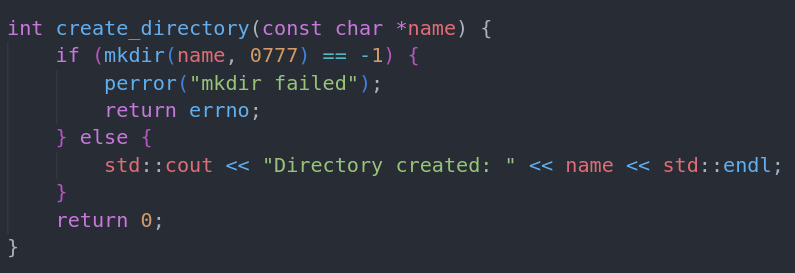 int create_directory(const char *name) {
    if (mkdir(name, 0777) == -1) {
        perror("mkdir failed");
        return errno;
    } else {
        std::cout << "Directory created: " << name << std::endl;
    }
    return 0;
}